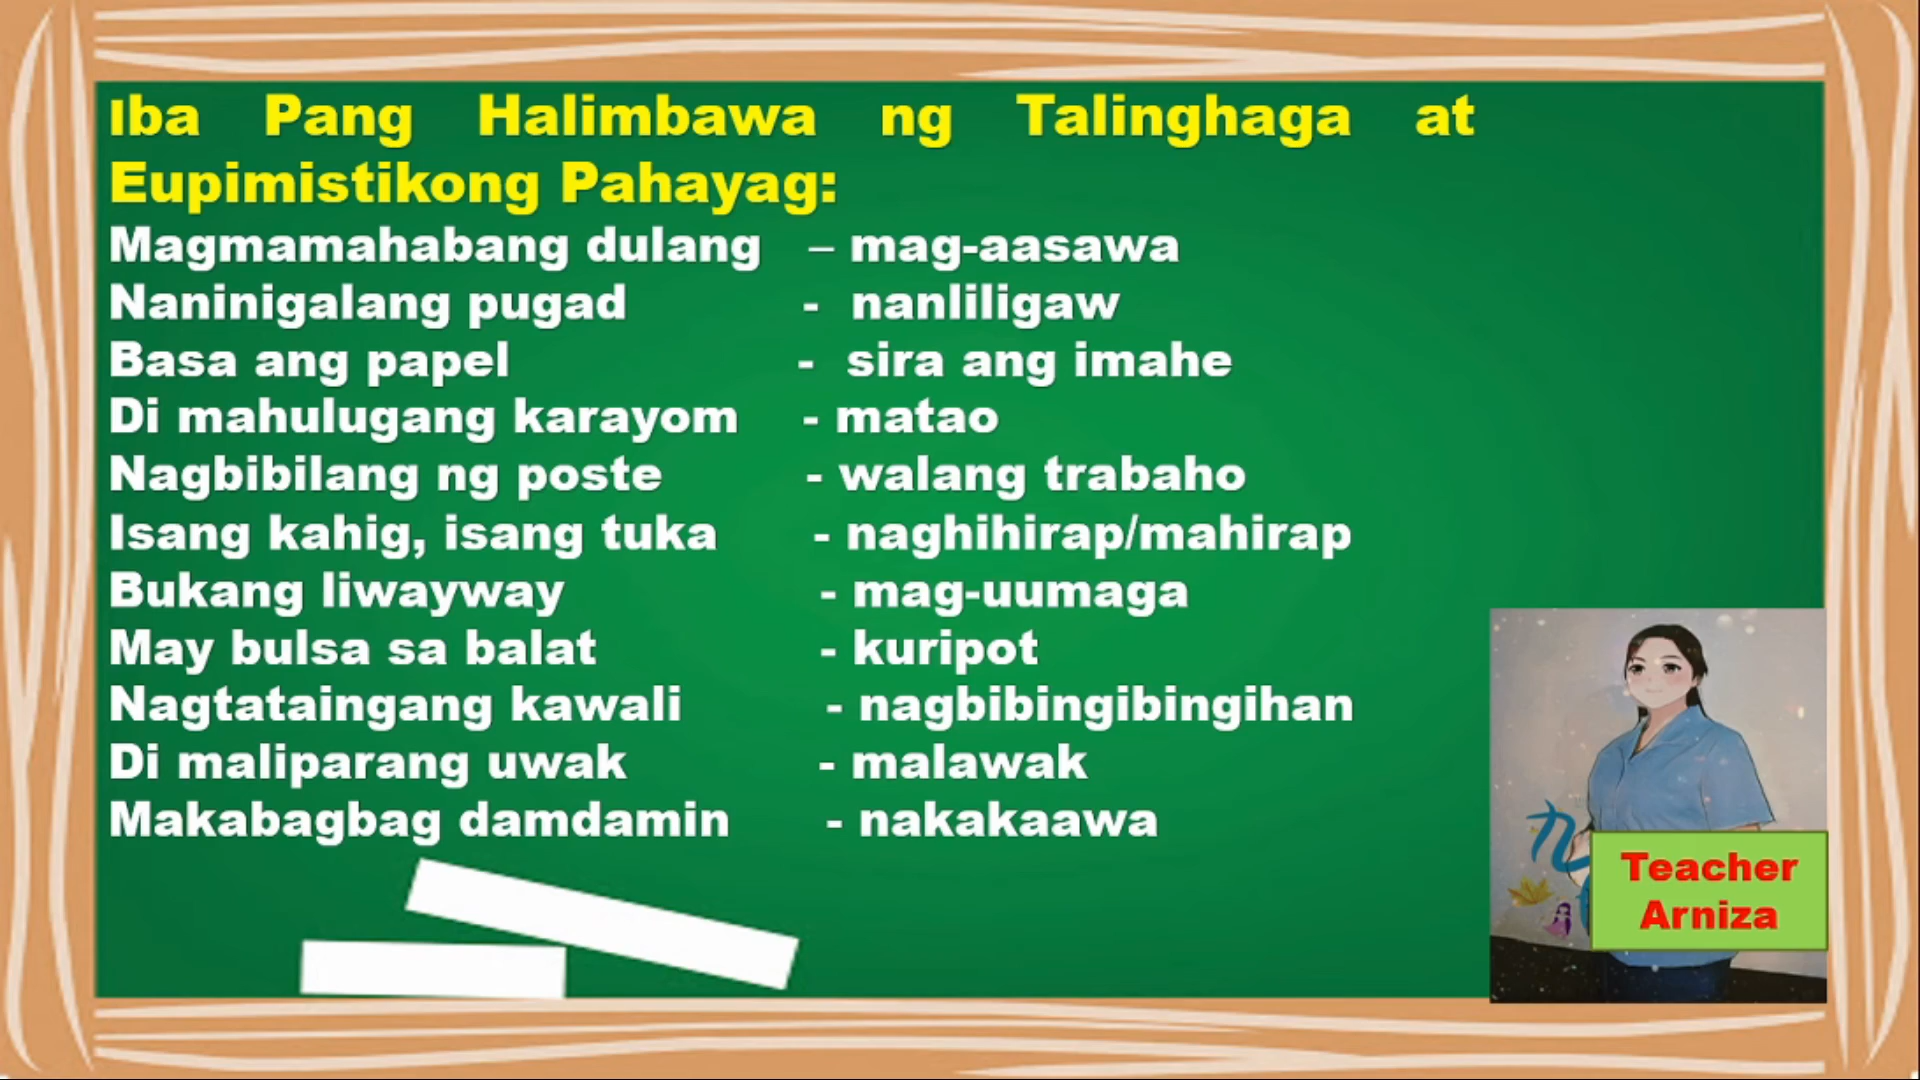 Iba Pang Halimbawa ng Talinghaga at
Eupimistikong Pahayag:
Magmamahabang dulang – mag-aasawa
Naninigalang pugad - nanliligaw
Basa ang papel - sira ang imahe
Di mahulugang karayom - matao
Nagbibilang ng poste - walang trabaho
Isang kahig, isang tuka - naghihirap/mahirap
Bukang liwayway - mag-uumaga
May bulsa sa balat - kuripot
Nagtataingang kawali - nagbibingibingihan
Di maliparang uwak - malawak
Makabagbag damdamin - nakakaawa
Teacher
Arniza